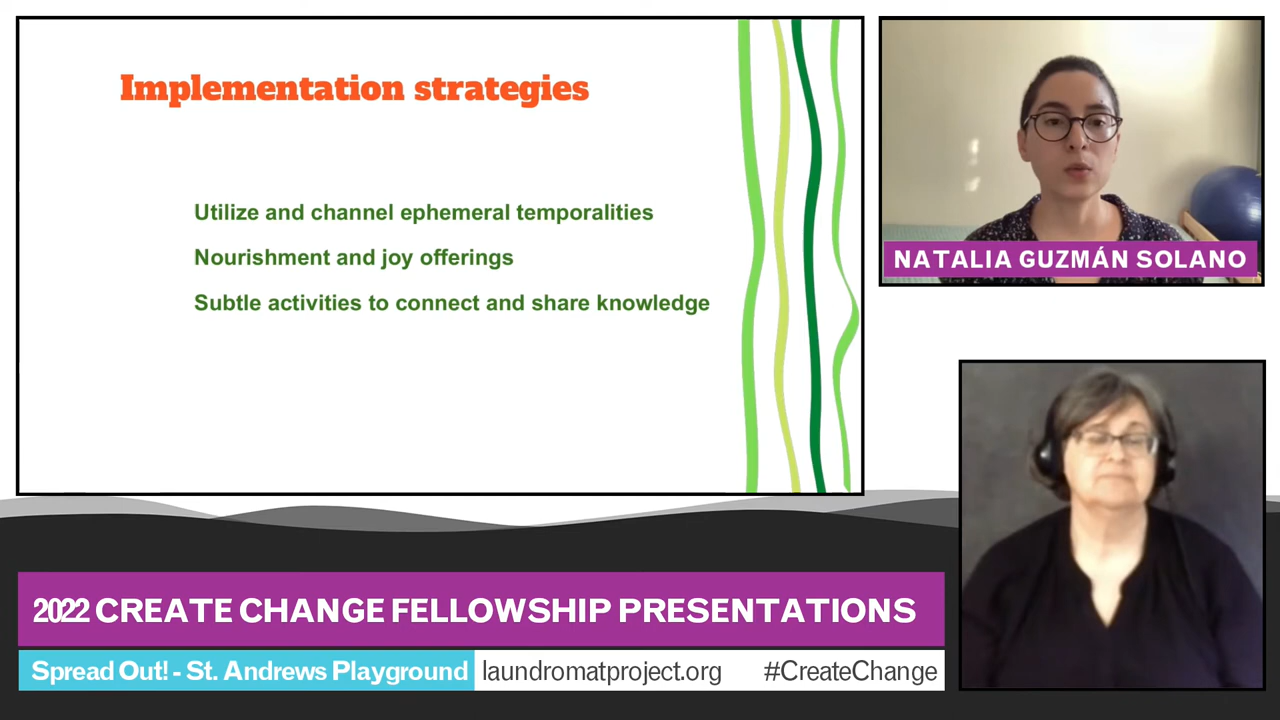 Implementation strategies
Utilize and channel ephemeral temporalities
Nourishment and joy offerings
Subtle activities to connect and share knowledge
NATALIA GUZMÁN SOLANO
2022 CREATE CHANGE FELLOWSHIP PRESENTATIONS
Spread Out! - St. Andrews Playground laundromatproject.org #CreateChange